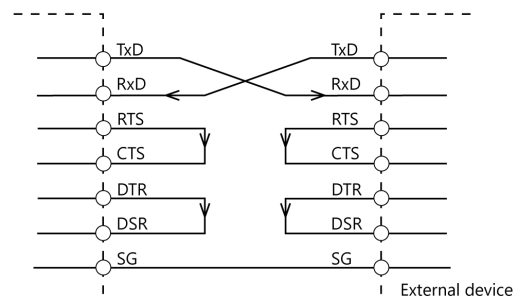 TxD TxD
RxD RxD
RTS RTS
CTS CTS
DTR DTR
DSR DSR
SG SG
External device